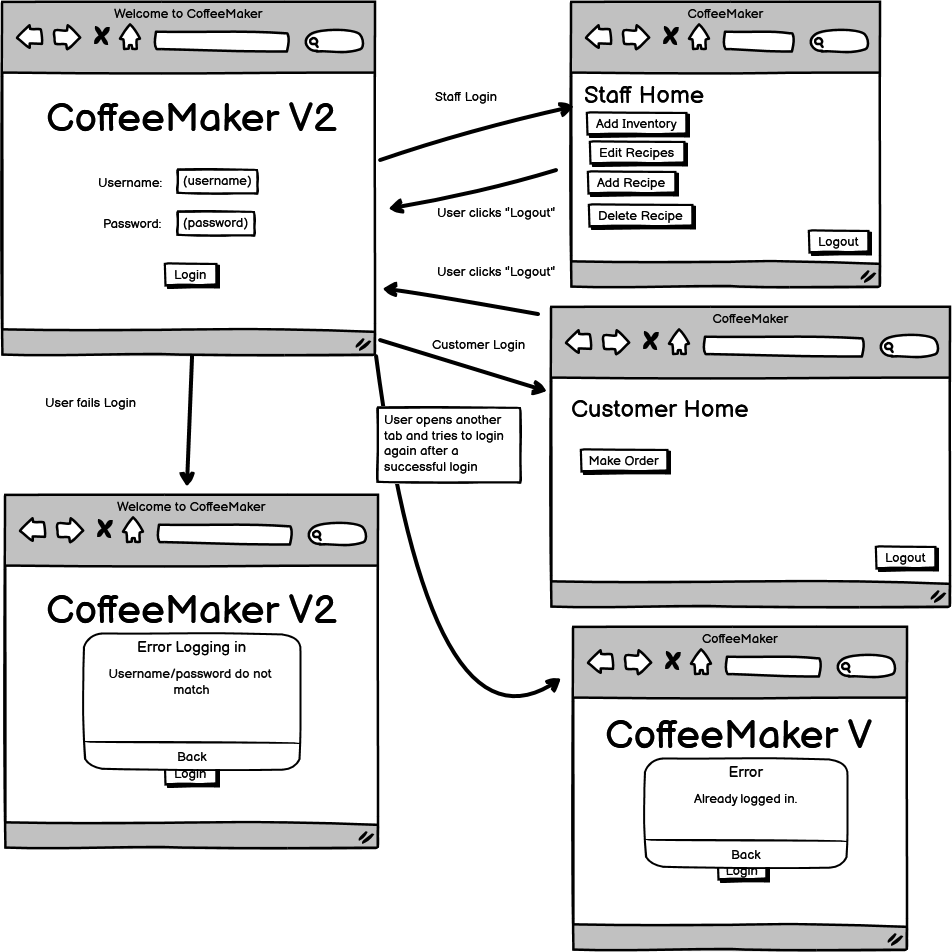 Welcome to CoffeeMaker
CoffeeMaker V2
Username:
(username)
Password:
(password)
Login
Staff Login
User clicks "Logout"
CoffeeMaker
Staff Home
Add Inventory
Edit Recipes
Add Recipe
Delete Recipe
Logout
User clicks "Logout"
Customer Login
CoffeeMaker
Customer Home
Make Order
Logout
User fails Login
User opens another
tab and tries to login
again after a
successful login
Welcome to CoffeeMaker
CoffeeMaker V2
Error Logging in
Username/password do not
match
Back
Login
CoffeeMaker
CoffeeMaker V
Error
Already logged in.
Back
Login